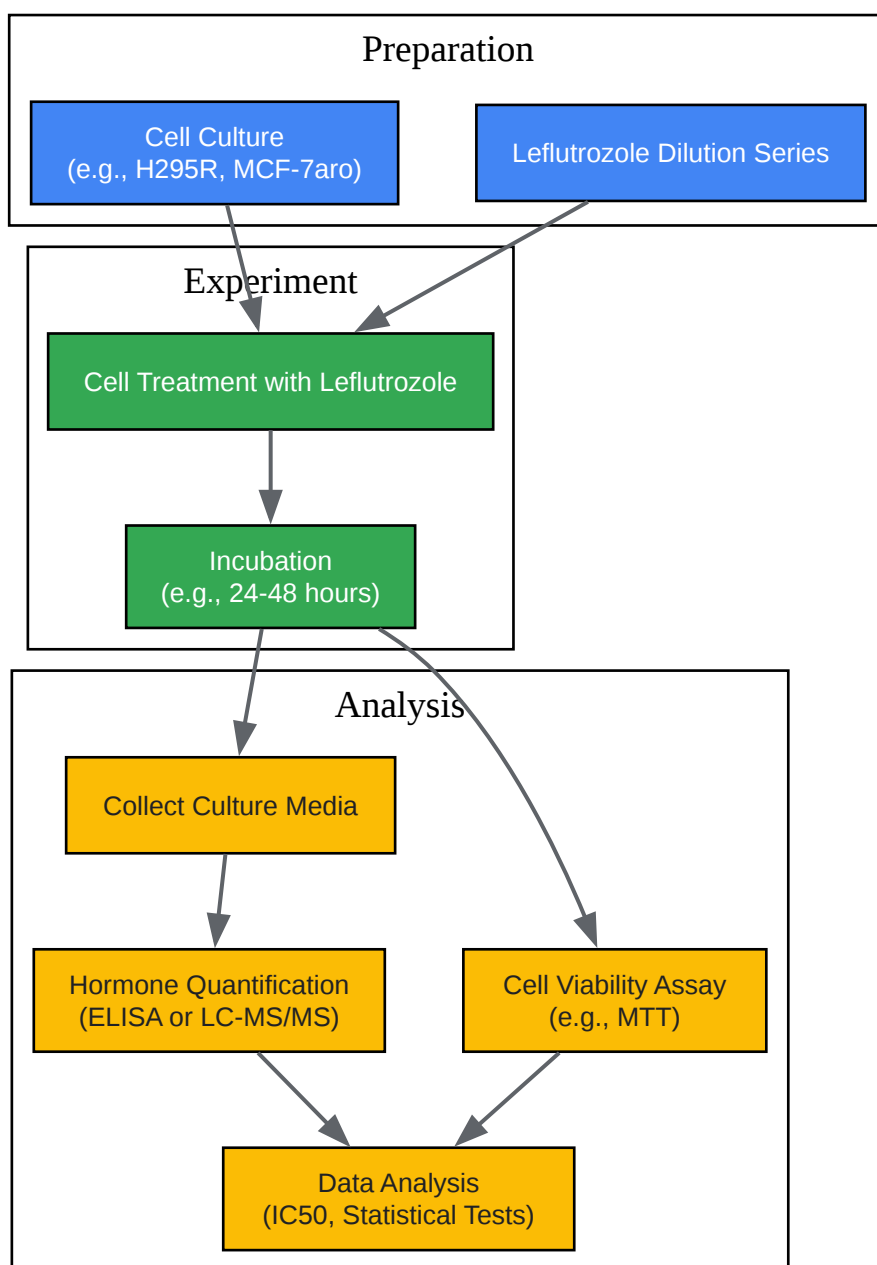 Preparation
Cell Culture
(e.g., H295R, MCF-7aro)
Leflutrozole Dilution Series
Experiment
Cell Treatment with Leflutrozole
Incubation
(e.g., 24-48 hours)
Analysis
Collect Culture Media
Hormone Quantification
(ELISA or LC-MS/MS)
Cell Viability Assay
(e.g., MTT)
Data Analysis
(IC50, Statistical Tests)